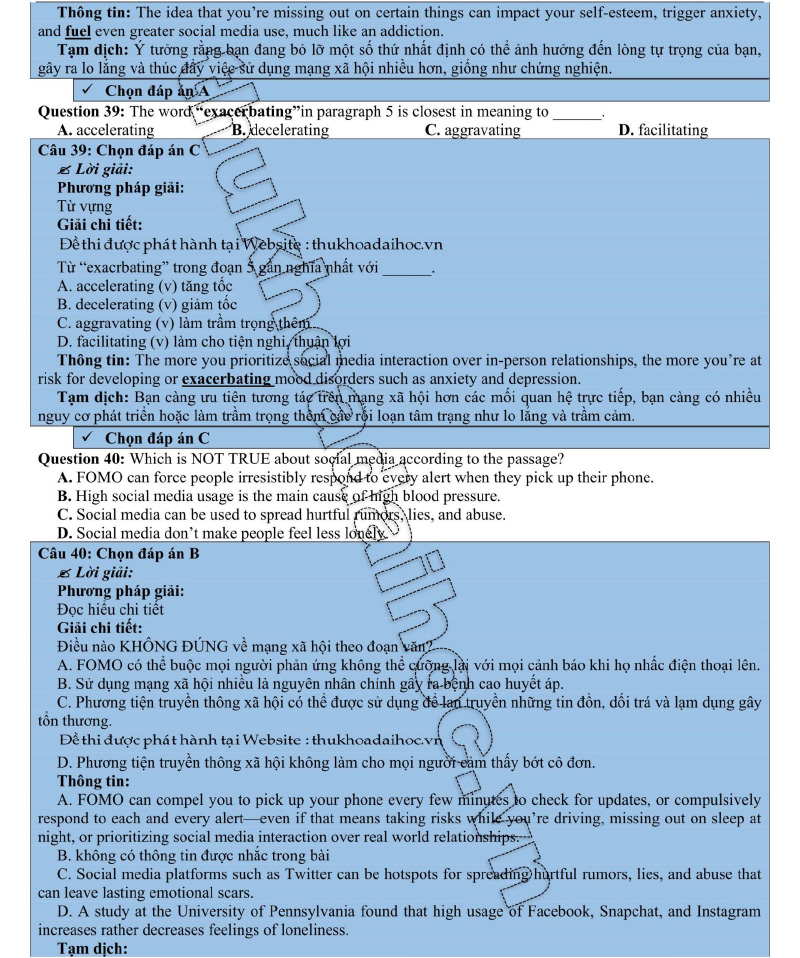 Thông tin: The idea that you’re missing out on certain things can impact your self-esteem, trigger anxiety,
and fuel even greater social media use, much like an addiction.
Tạm dịch: Ý tưởng rằng bạn đang bỏ lỡ một số thứ nhất định có thể ảnh hưởng đến lòng tự trọng của bạn,
gây ra lo lắng và thúc đẩy việc sử dụng mạng xã hội nhiều hơn, giống như chứng nghiện.
✓ Chọn đáp án A
Question 39: The word “exacerbating”in paragraph 5 is closest in meaning to ______.
A. accelerating B. decelerating C. aggravating D. facilitating
Câu 39: Chọn đáp án C
✍ Lời giải:
Phương pháp giải:
Từ vựng
Giải chi tiết:
Đề thi được phát hành tại Website : thukhoadaihoc.vn
Từ “exacrbating” trong đoạn 5 gần nghĩa nhất với ______.
A. accelerating (v) tăng tốc
B. decelerating (v) giảm tốc
C. aggravating (v) làm trầm trọng thêm
D. facilitating (v) làm cho tiện nghi, thuận lợi
Thông tin: The more you prioritize social media interaction over in-person relationships, the more you’re at
risk for developing or exacerbating mood disorders such as anxiety and depression.
Tạm dịch: Bạn càng ưu tiên tương tác trên mạng xã hội hơn các mối quan hệ trực tiếp, bạn càng có nhiều
nguy cơ phát triển hoặc làm trầm trọng thêm các rối loạn tâm trạng như lo lắng và trầm cảm.
✓ Chọn đáp án C
Question 40: Which is NOT TRUE about social media according to the passage?
A. FOMO can force people irresistibly respond to every alert when they pick up their phone.
B. High social media usage is the main cause of high blood pressure.
C. Social media can be used to spread hurtful rumors, lies, and abuse.
D. Social media don’t make people feel less lonely.
Câu 40: Chọn đáp án B
✍ Lời giải:
Phương pháp giải:
Đọc hiểu chi tiết
Giải chi tiết:
Điều nào KHÔNG ĐÚNG về mạng xã hội theo đoạn văn?
A. FOMO có thể buộc mọi người phản ứng không thể cưỡng lại với mọi cảnh báo khi họ nhấc điện thoại lên.
B. Sử dụng mạng xã hội nhiều là nguyên nhân chính gây ra bệnh cao huyết áp.
C. Phương tiện truyền thông xã hội có thể được sử dụng để lan truyền những tin đồn, dối trá và lạm dụng gây
tổn thương.
Đề thi được phát hành tại Website : thukhoadaihoc.vn
D. Phương tiện truyền thông xã hội không làm cho mọi người cảm thấy bớt cô đơn.
Thông tin:
A. FOMO can compel you to pick up your phone every few minutes to check for updates, or compulsively
respond to each and every alert—even if that means taking risks while you’re driving, missing out on sleep at
night, or prioritizing social media interaction over real world relationships.
B. không có thông tin được nhắc trong bài
C. Social media platforms such as Twitter can be hotspots for spreading hurtful rumors, lies, and abuse that
can leave lasting emotional scars.
D. A study at the University of Pennsylvania found that high usage of Facebook, Snapchat, and Instagram
increases rather decreases feelings of loneliness.
Tạm dịch:
thukhoadaihoc.vn